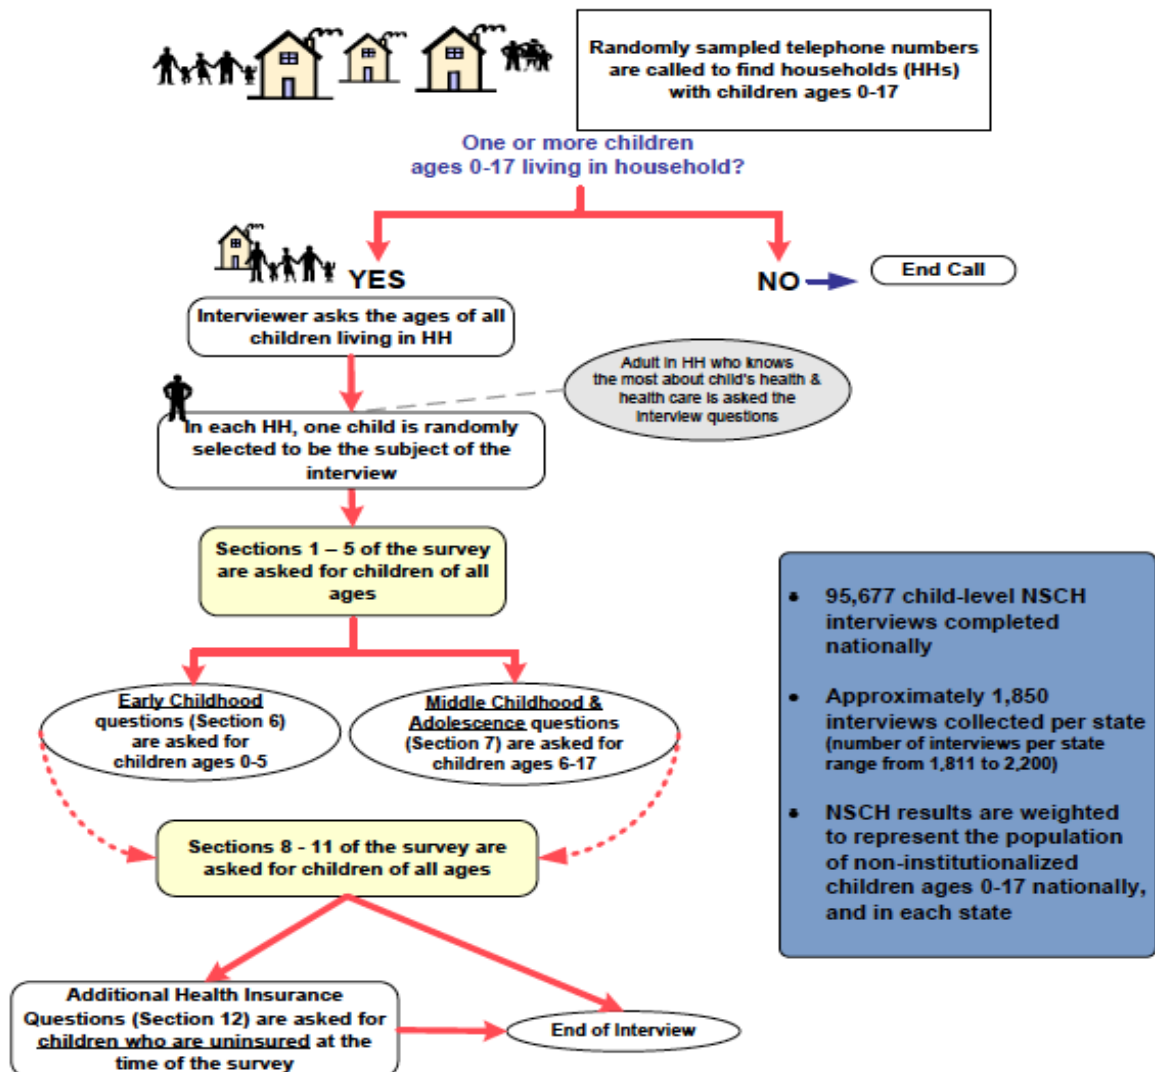 Randomly sampled telephone numbers
are called to find households (HHs)
with children ages 0-17
One or more children
ages 0-17 living in household?
YES
NO
End Call
Interviewer asks the ages of all
children living in HH
Adult in HH who knows
the most about child's health &
health care is asked the
interview questions
In each HH, one child is randomly
selected to be the subject of the
interview
Sections 1 – 5 of the survey
are asked for children of all
ages
Early Childhood
questions (Section 6)
are asked for
children ages 0-5
Middle Childhood &
Adolescence questions
(Section 7) are asked for
children ages 6-17
Sections 8 - 11 of the survey are
asked for children of all ages
Additional Health Insurance
Questions (Section 12) are asked for
children who are uninsured at the
time of the survey
End of Interview
• 95,677 child-level NSCH
interviews completed
nationally
• Approximately 1,850
interviews collected per state
(number of interviews per state
range from 1,811 to 2,200)
• NSCH results are weighted
to represent the population
of non-institutionalized
children ages 0-17 nationally,
and in each state